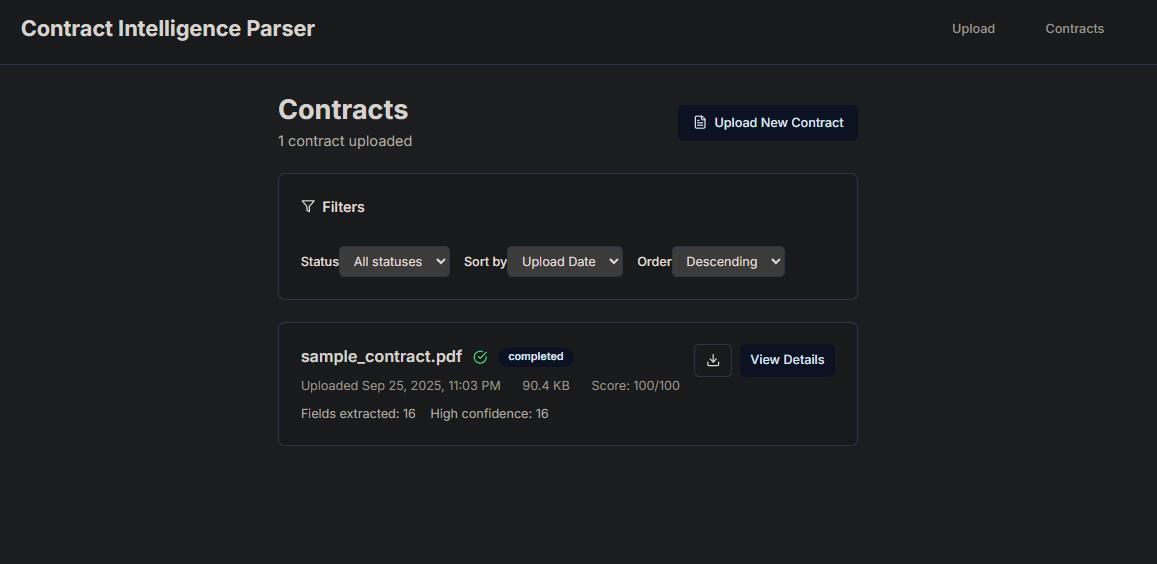 Contract Intelligence Parser Upload Contracts
Contracts
1 contract uploaded
Upload New Contract
Filters
Status All statuses Sort by Upload Date Order Descending
sample_contract.pdf completed
View Details
Uploaded Sep 25, 2025, 11:03 PM 90.4 KB Score: 100/100
Fields extracted: 16 High confidence: 16